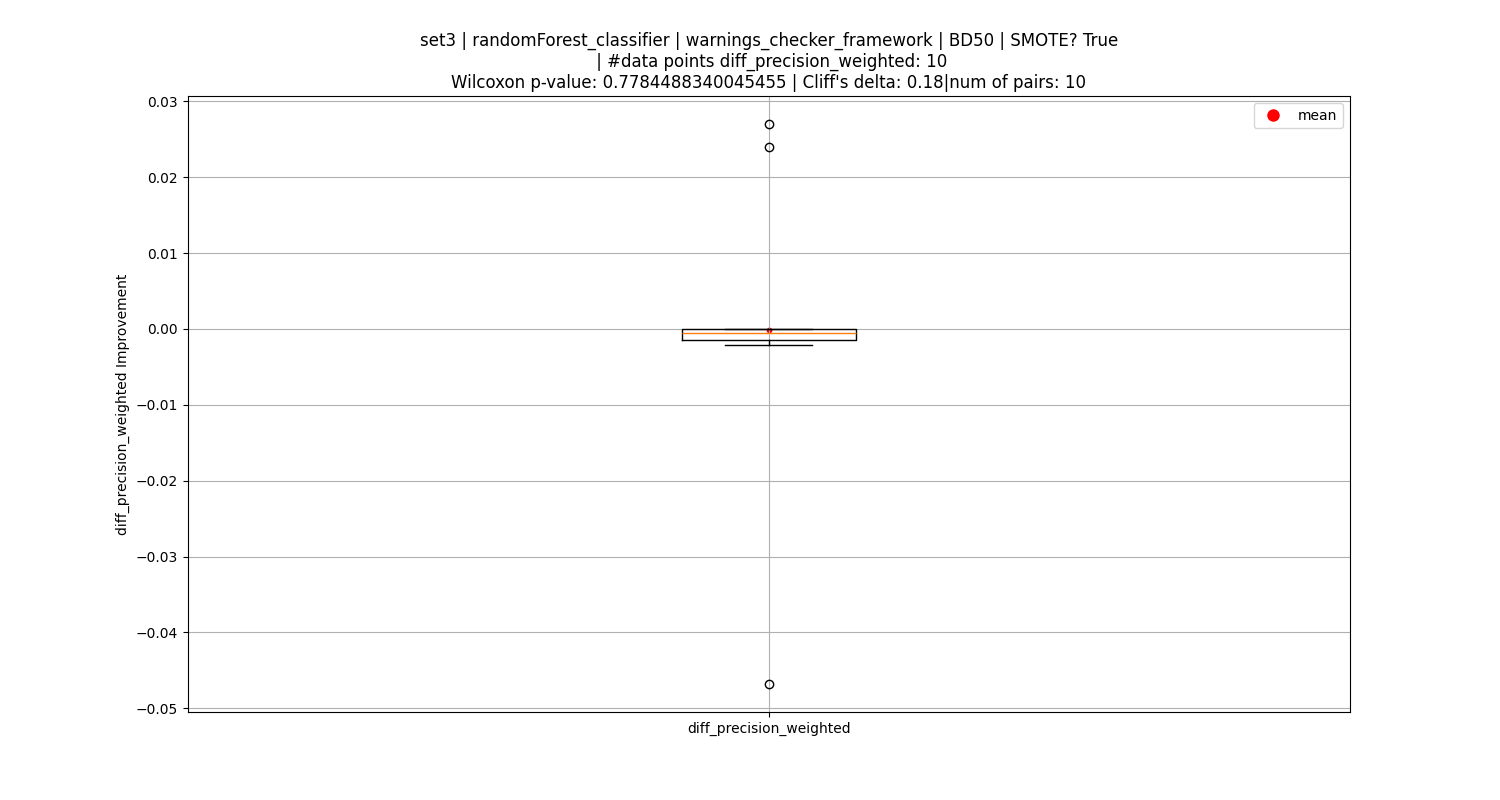 set3 | randomForest_classifier | warnings_checker_framework | BD50 | SMOTE? True
| #data points diff_precision_weighted: 10
Wilcoxon p-value: 0.7784488340045455 | Cliff's delta: 0.18|num of pairs: 10
mean
0.03
0.02
0.01
0.00
−0.01
−0.02
−0.03
−0.04
−0.05
diff_precision_weighted Improvement
diff_precision_weighted